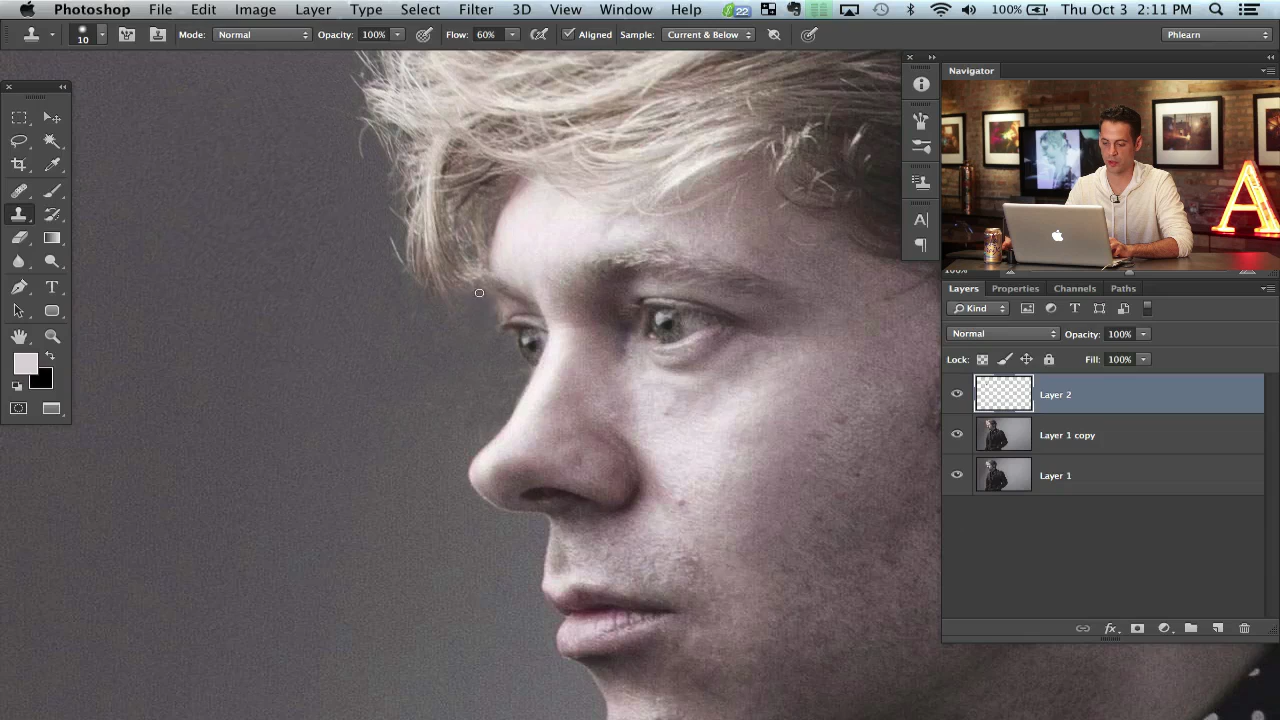 Photoshop File Edit Image Layer Type Select Filter 3D View Window Help 22 100% Thu Oct 3 2:11 PM
10 Mode: Normal Opacity: 100% Flow: 60% Aligned Sample: Current & Below Phlearn
Navigator
A
100%
Layers Properties Channels Paths
Kind
Normal Opacity: 100%
Lock: Fill: 100%
Layer 2
Layer 1 copy
Layer 1
fx